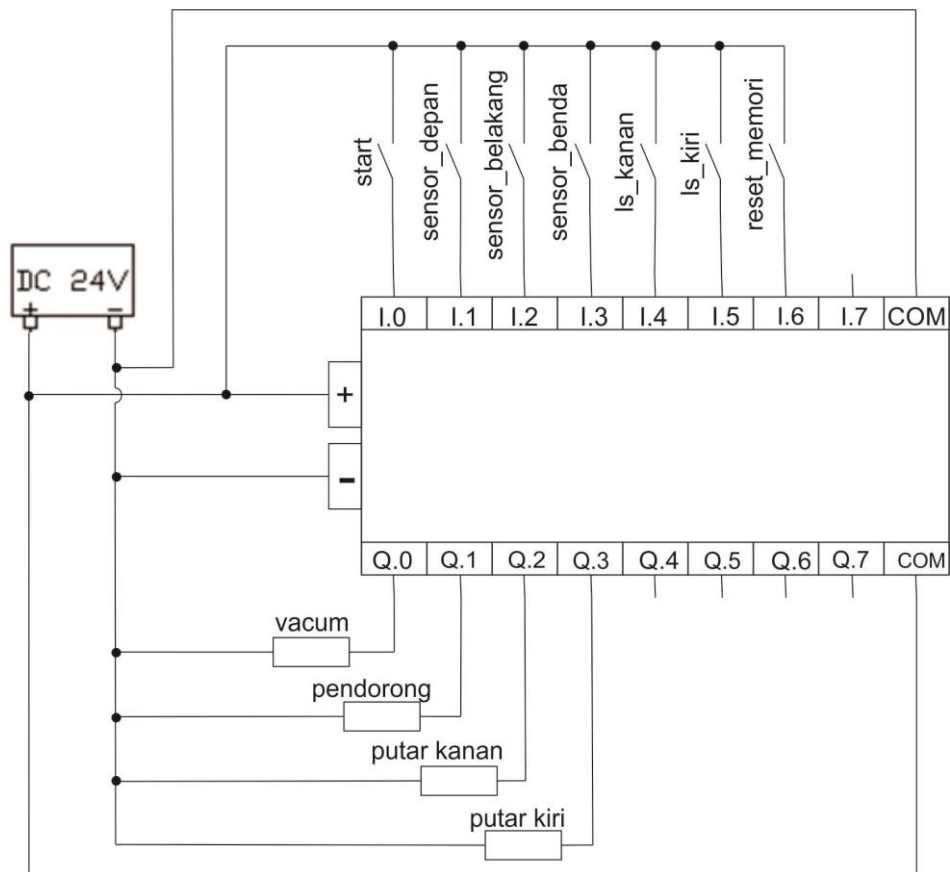 start
sensor_depan
sensor_belakang
sensor_benda
ls_kanan
ls_kiri
reset_memori
DC 24V
+ -
I.0 I.1 I.2 I.3 I.4 I.5 I.6 I.7 COM
+
-
Q.0 Q.1 Q.2 Q.3 Q.4 Q.5 Q.6 Q.7 COM
vacum
pendorong
putar kanan
putar kiri